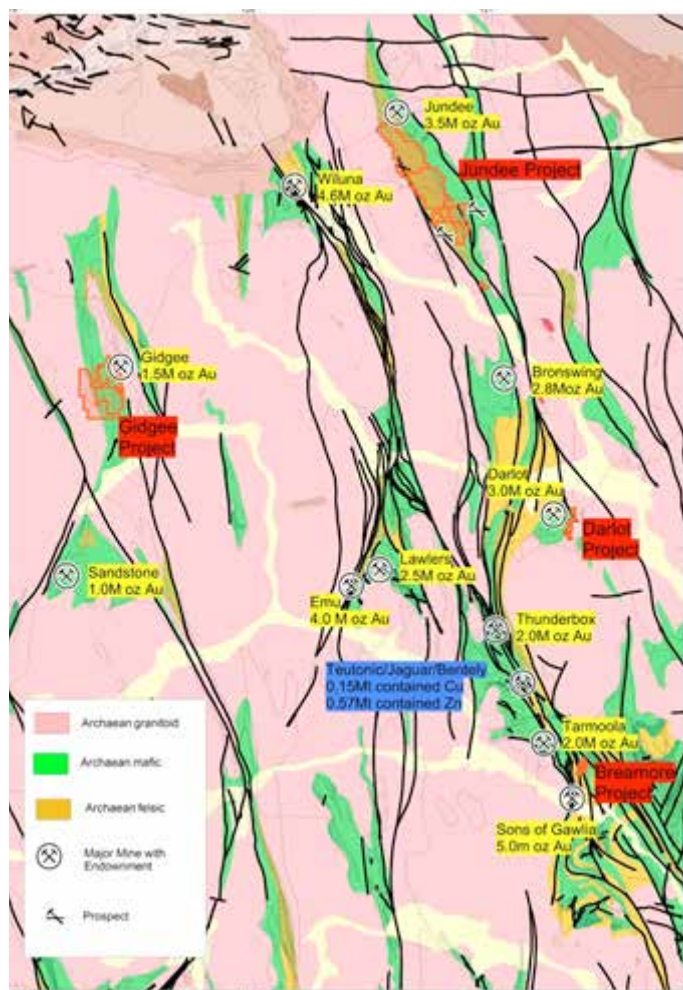 Jundee
3.5M oz Au
Jundee Project
Wiluna
4.6M oz Au
Gidgee
1.5M oz Au
Gidgee
Project
Bronswing
2.8Moz Au
Darlot
3.0M oz Au
Darlot
Project
Sandstone
1.0M oz Au
Lawlers
2.5M oz Au
Emu
4.0 M oz Au
Thunderbox
2.0M oz Au
Teutonic/Jaguar/Bentely
0.15Mt contained Cu
0.57Mt contained Zn
Tarmoola
2.0M oz Au
Breamore
Project
Sons of Gawlia
5.0m oz Au
Archaean granitoid
Archaean mafic
Archaean felsic
Major Mine with
Endownment
Prospect